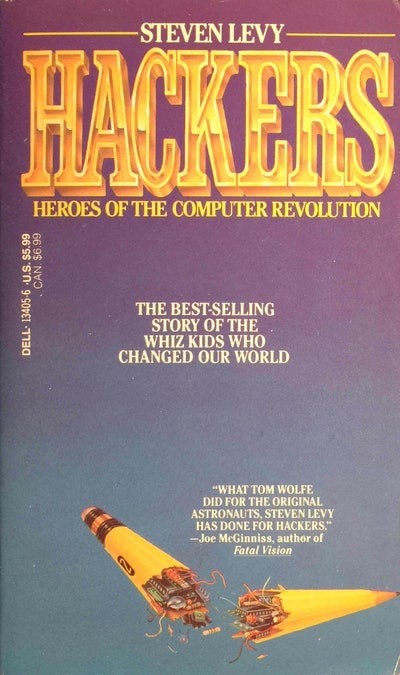 STEVEN LEVY
HACKERS
HEROES OF THE COMPUTER REVOLUTION
DELL · 13405-6 · U.S. $5.99
CAN. $6.99
THE BEST-SELLING
STORY OF THE
WHIZ KIDS WHO
CHANGED OUR WORLD
"WHAT TOM WOLFE
DID FOR THE ORIGINAL
ASTRONAUTS, STEVEN LEVY
HAS DONE FOR HACKERS."
—Joe McGinniss, author of
Fatal Vision
2